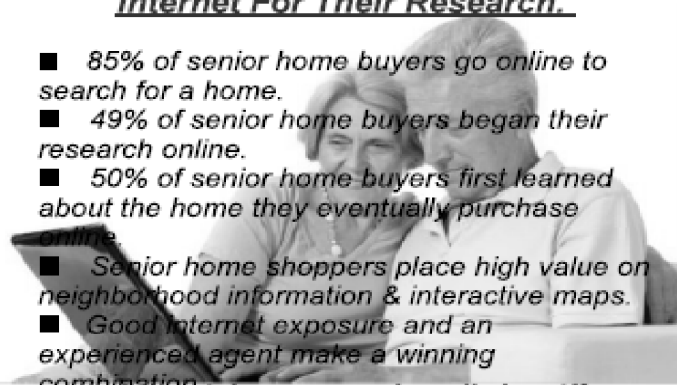 Internet For Their Research.
■ 85% of senior home buyers go online to
search for a home.
■ 49% of senior home buyers began their
research online.
■ 50% of senior home buyers first learned
about the home they eventually purchase
online.
■ Senior home shoppers place high value on
neighborhood information & interactive maps.
■ Good Internet exposure and an
experienced agent make a winning
combination